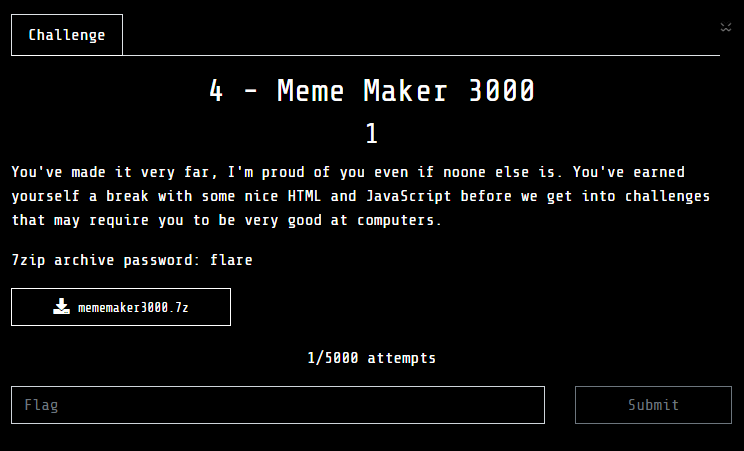 Challenge
4 - Meme Maker 3000
1
You've made it very far, I'm proud of you even if noone else is. You've earned
yourself a break with some nice HTML and JavaScript before we get into challenges
that may require you to be very good at computers.
7zip archive password: flare
mememaker3000.7z
1/5000 attempts
Flag
Submit